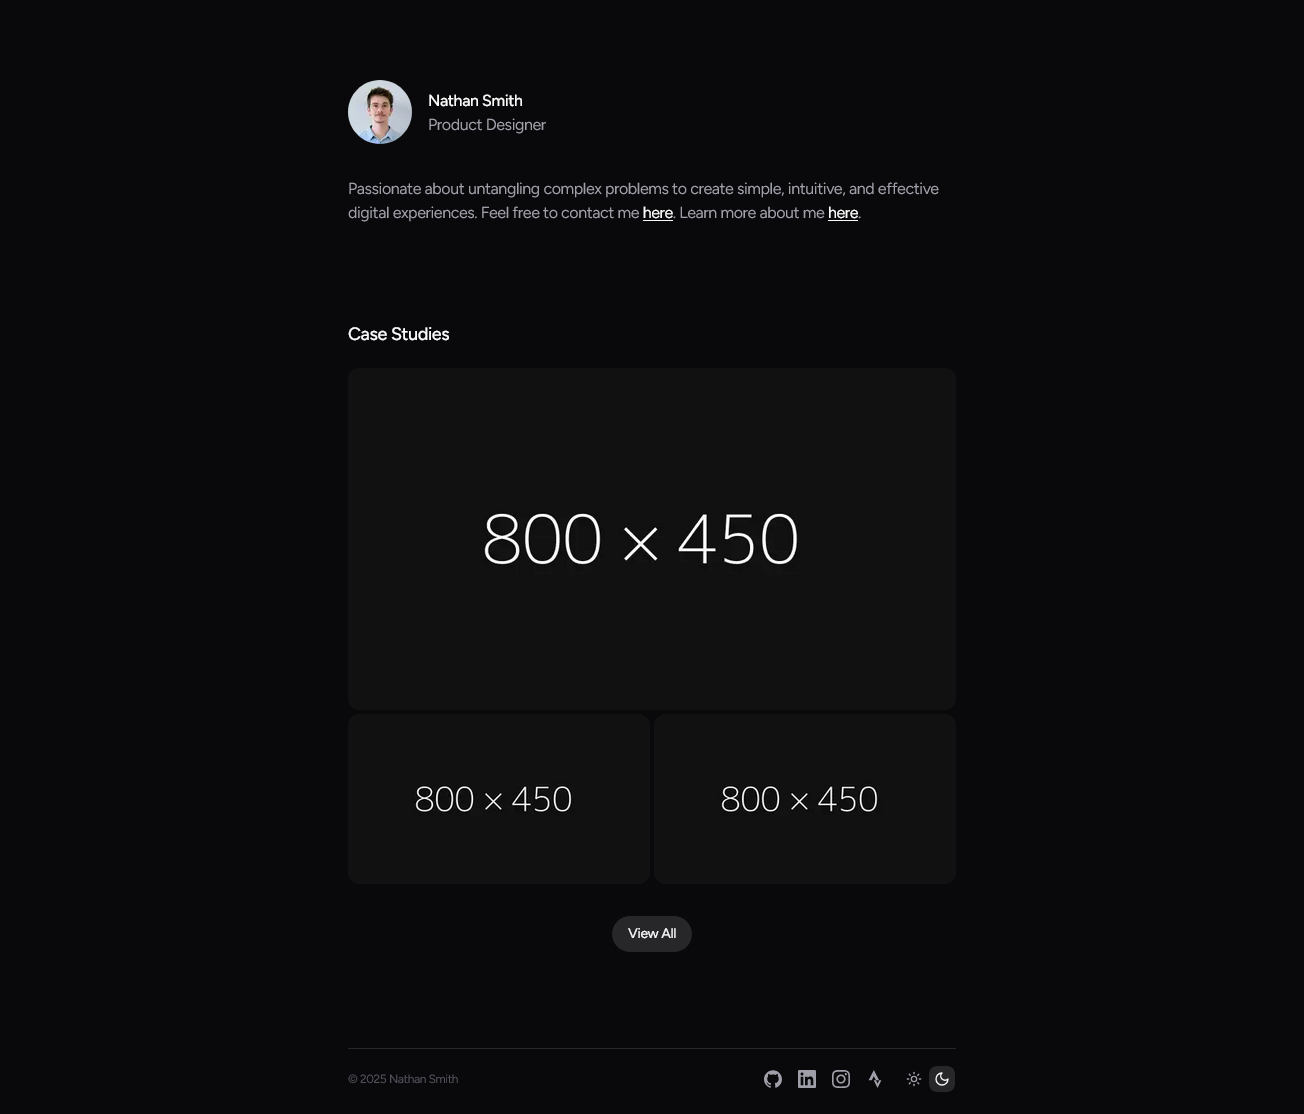 Nathan Smith
Product Designer
Passionate about untangling complex problems to create simple, intuitive, and effective
digital experiences. Feel free to contact me here. Learn more about me here.
Case Studies
800 × 450
800 × 450
800 × 450
View All
© 2025 Nathan Smith